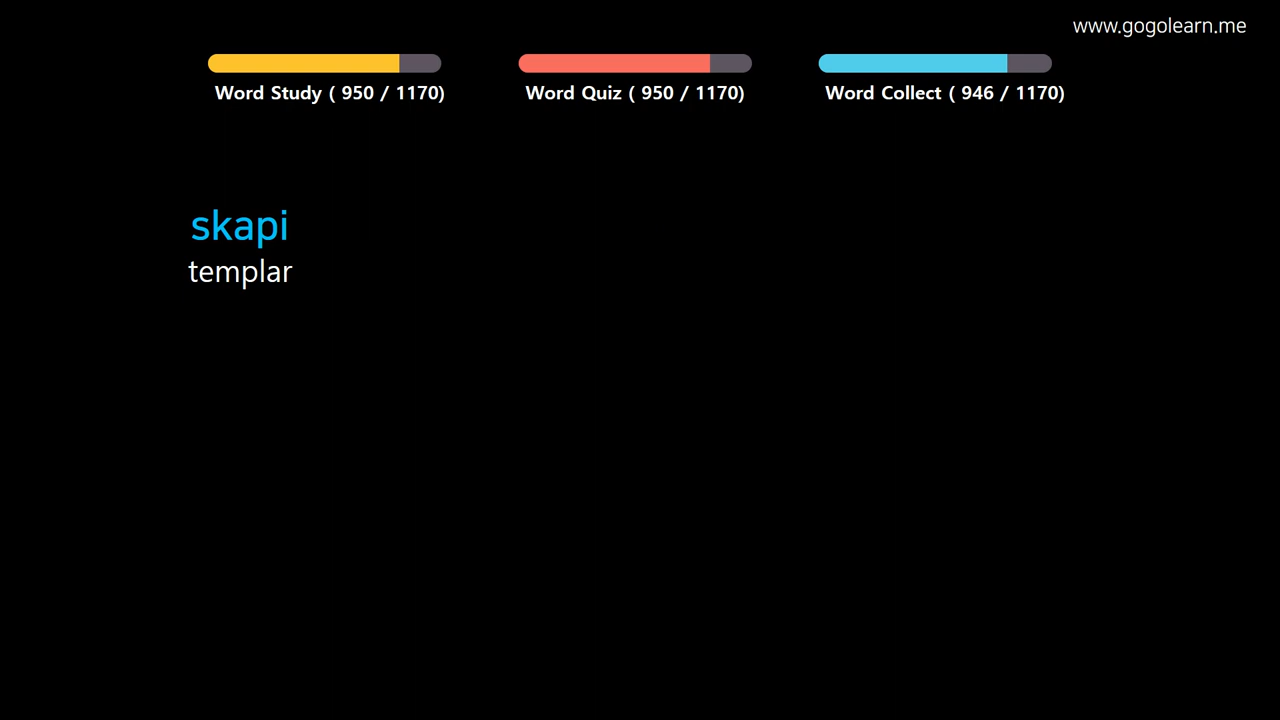 www.gogolearn.me
Word Study ( 950 / 1170)
Word Quiz ( 950 / 1170)
Word Collect ( 946 / 1170)
skapi
templar